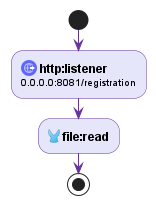 http:listener
0.0.0.0:8081/registration
file:read